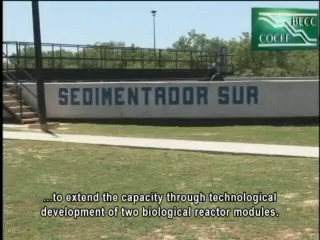 BECC
COCEF
SEDIMENTADOR SUR
...to extend the capacity through technological
development of two biological reactor modules.